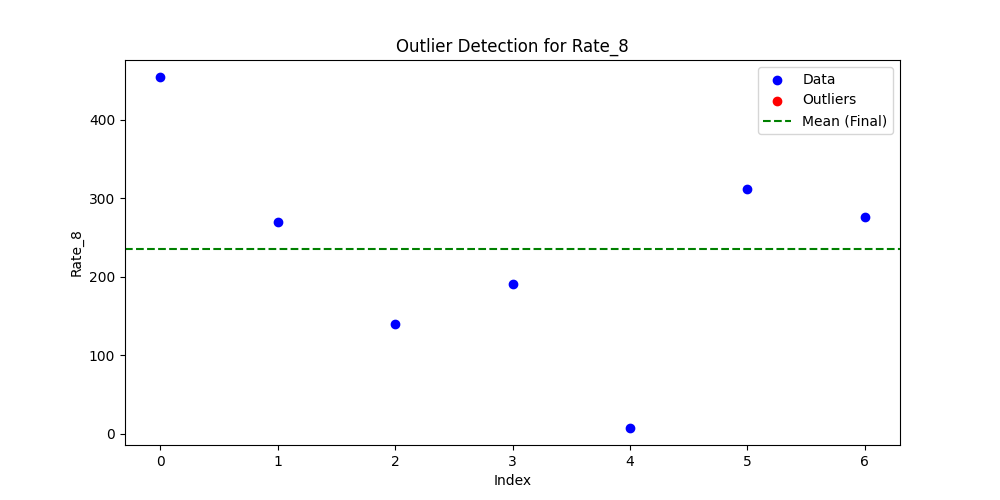 Outlier Detection for Rate_8
Data
Outliers
Mean (Final)
400
300
200
100
0
Rate_8
0 1 2 3 4 5 6
Index